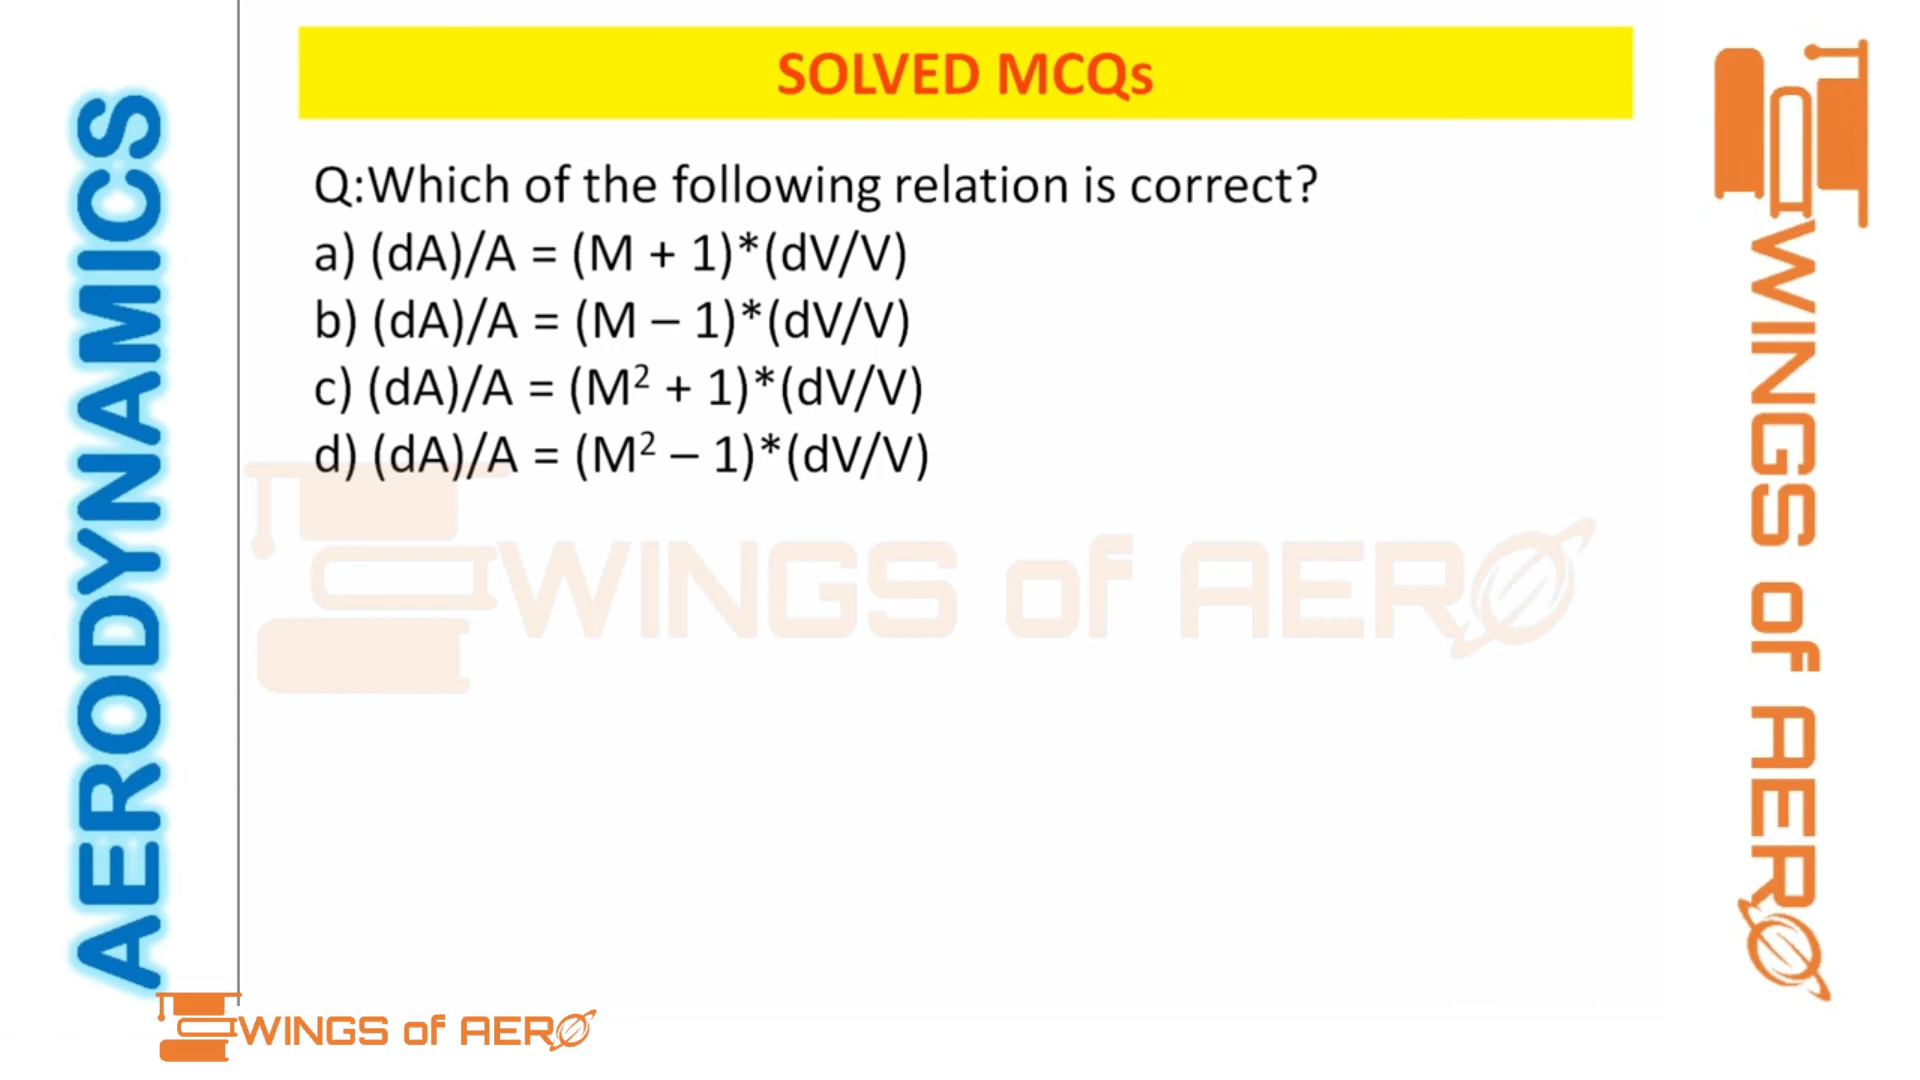 AERODYNAMICS
SOLVED MCQs
Q:Which of the following relation is correct?
a) (dA)/A = (M + 1)*(dV/V)
b) (dA)/A = (M – 1)*(dV/V)
c) (dA)/A = (M² + 1)*(dV/V)
d) (dA)/A = (M² – 1)*(dV/V)
WINGS of AERO
WINGS of AERO
WINGS of AERO